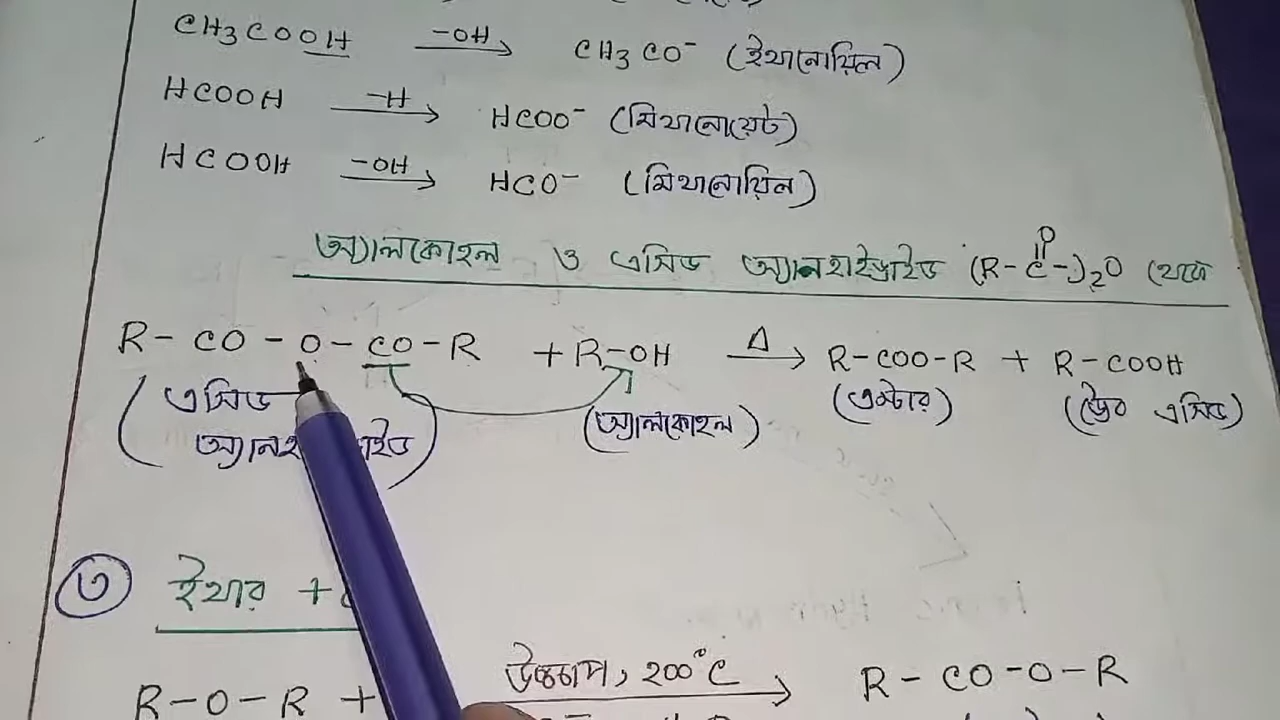 CH3COOH —-OH→ CH3CO⁻ (ইথানোয়িল)
HCOOH —-H→ HCOO⁻ (মিথানোয়েট)
HCOOH —-OH→ HCO⁻ (মিথানোয়িল)
অ্যালকোহল ও এসিড অ্যানহাইড্রাইড (R-C(=O)-)₂O (থেকে
R-CO-O-CO-R + R-OH —Δ→ R-COO-R + R-COOH
(এসিড (অ্যালকোহল) (এস্টার) (জৈব এসিড)
৩ ইথার +
উচ্চচাপ, ২০০°C
R-O-R + → R-CO-O-R